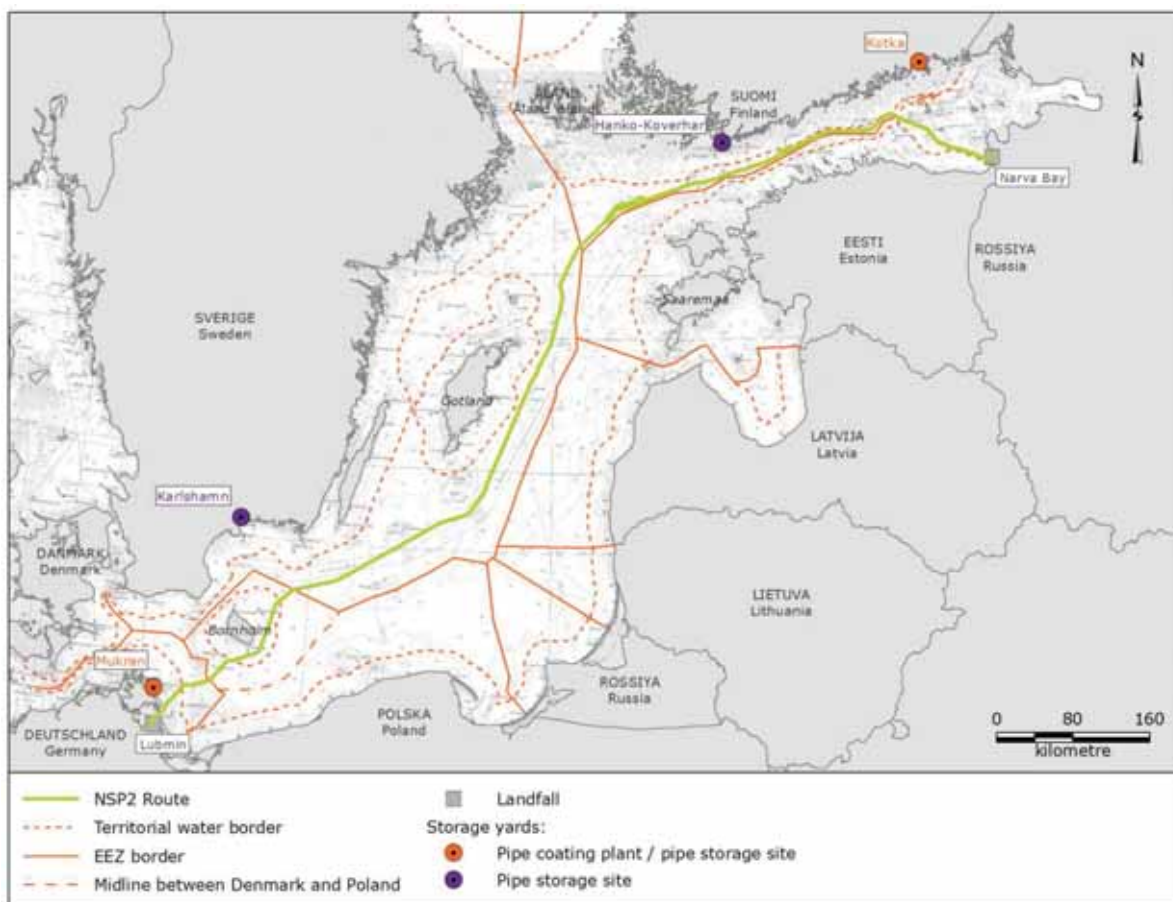 Kotka
N
ÅLAND
Åland Islands
SUOMI
Finland
Hanko-Koverhar
Narva Bay
EESTI
Estonia
ROSSIYA
Russia
Saaremaa
SVERIGE
Sweden
Gotland
LATVIJA
Latvia
Karlshamn
DANMARK
Denmark
LIETUVA
Lithuania
Bornholm
Mukran
ROSSIYA
Russia
POLSKA
Poland
DEUTSCHLAND
Germany
Lubmin
0 80 160
kilometre
NSP2 Route
Territorial water border
EEZ border
Midline between Denmark and Poland
Landfall
Storage yards:
Pipe coating plant / pipe storage site
Pipe storage site